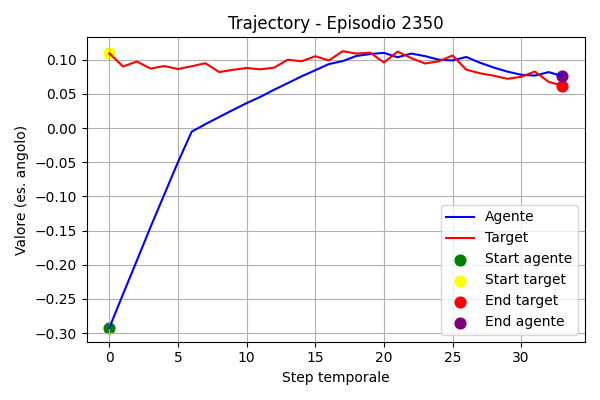 Trajectory - Episodio 2350
Valore (es. angolo)
0.10
0.05
0.00
−0.05
−0.10
−0.15
−0.20
−0.25
−0.30
0 5 10 15 20 25 30
Step temporale
Agente
Target
Start agente
Start target
End target
End agente